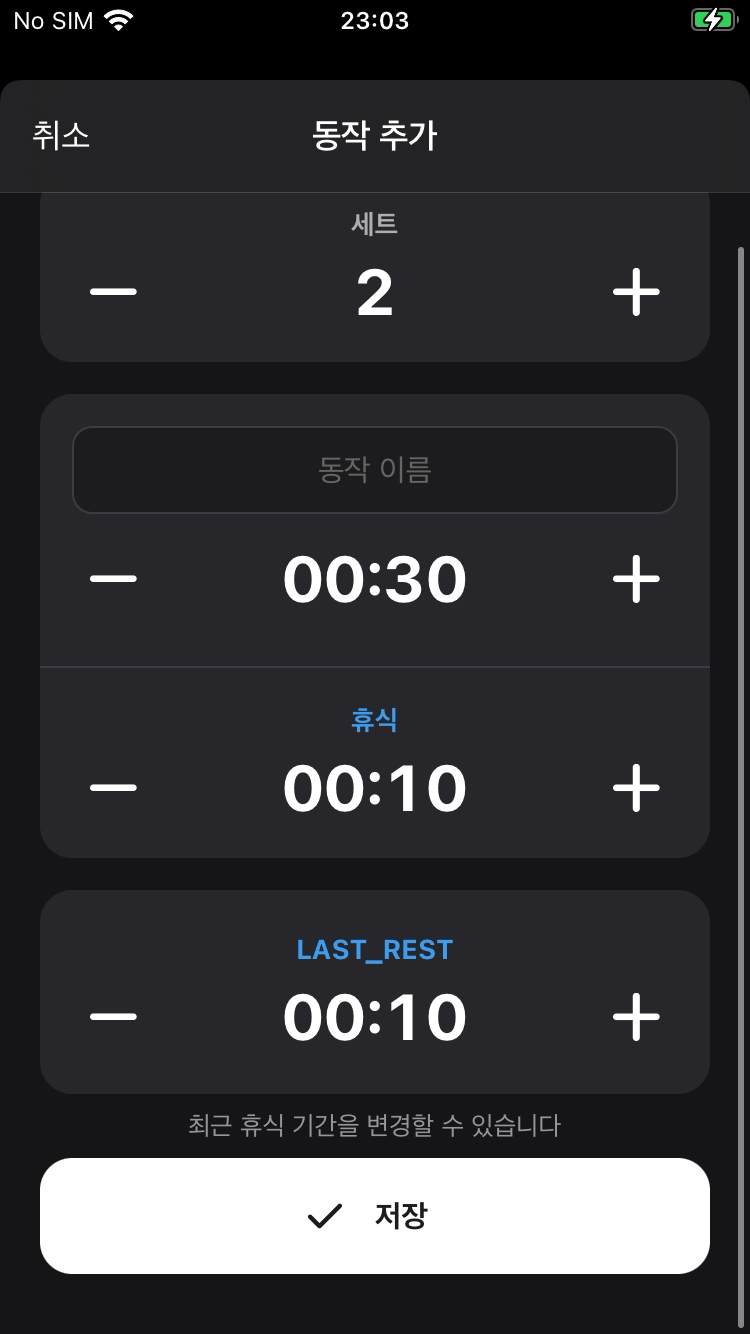 No SIM 23:03
취소 동작 추가
세트
2
동작 이름
00:30
휴식
00:10
LAST_REST
00:10
최근 휴식 기간을 변경할 수 있습니다
저장